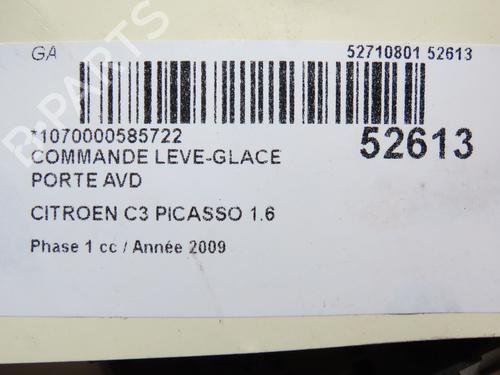 GA
52710801 52613
*1070000585722
52613
COMMANDE LEVE-GLACE
PORTE AVD
CITROEN C3 PICASSO 1.6
Phase 1 cc / Année 2009
B-PARTS